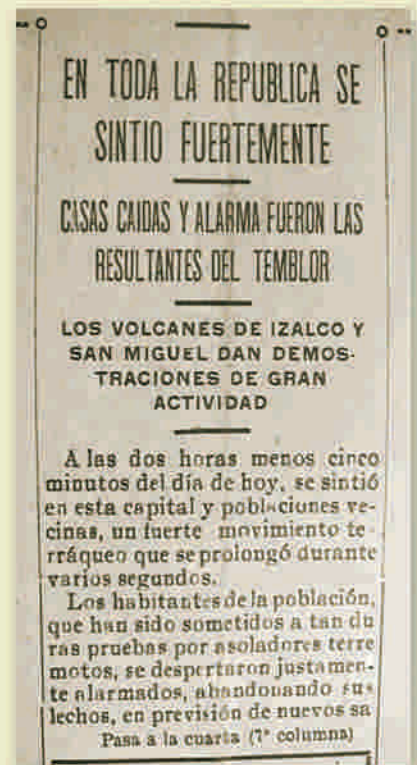 EN TODA LA REPUBLICA SE
SINTIO FUERTEMENTE
CASAS CAIDAS Y ALARMA FUERON LAS
RESULTANTES DEL TEMBLOR
LOS VOLCANES DE IZALCO Y
SAN MIGUEL DAN DEMOS-
TRACIONES DE GRAN
ACTIVIDAD
A las dos horas menos cinco
minutos del día de hoy, se sintió
en esta capital y poblaciones ve-
cinas, un fuerte movimiento te-
rráqueo que se prolongó durante
varios segundos.
Los habitantes de la población,
que han sido sometidos a tan du
ras pruebas por asoladores terre
motos, se despertaron justamen-
te alarmados, abandonando sus
lechos, en previsión de nuevos sa
Pasa a la cuarta (7ª columna)